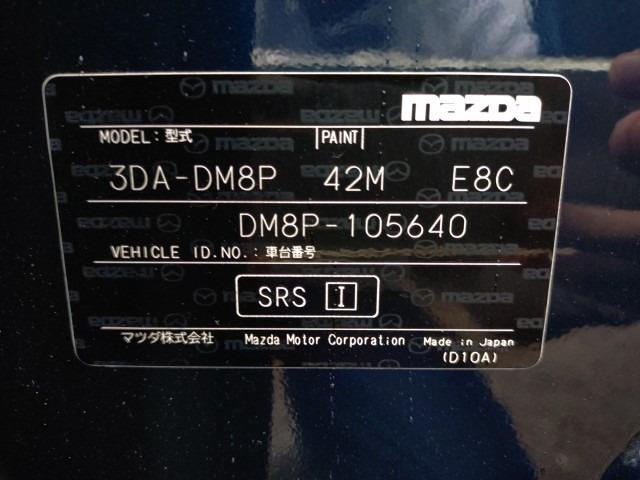 mazda
MODEL:型式 PAINT
3DA-DM8P 42M E8C
DM8P-105640
VEHICLE ID.NO.:車台番号
SRS I
マツダ株式会社 Mazda Motor Corporation Made in Japan
(D10A)